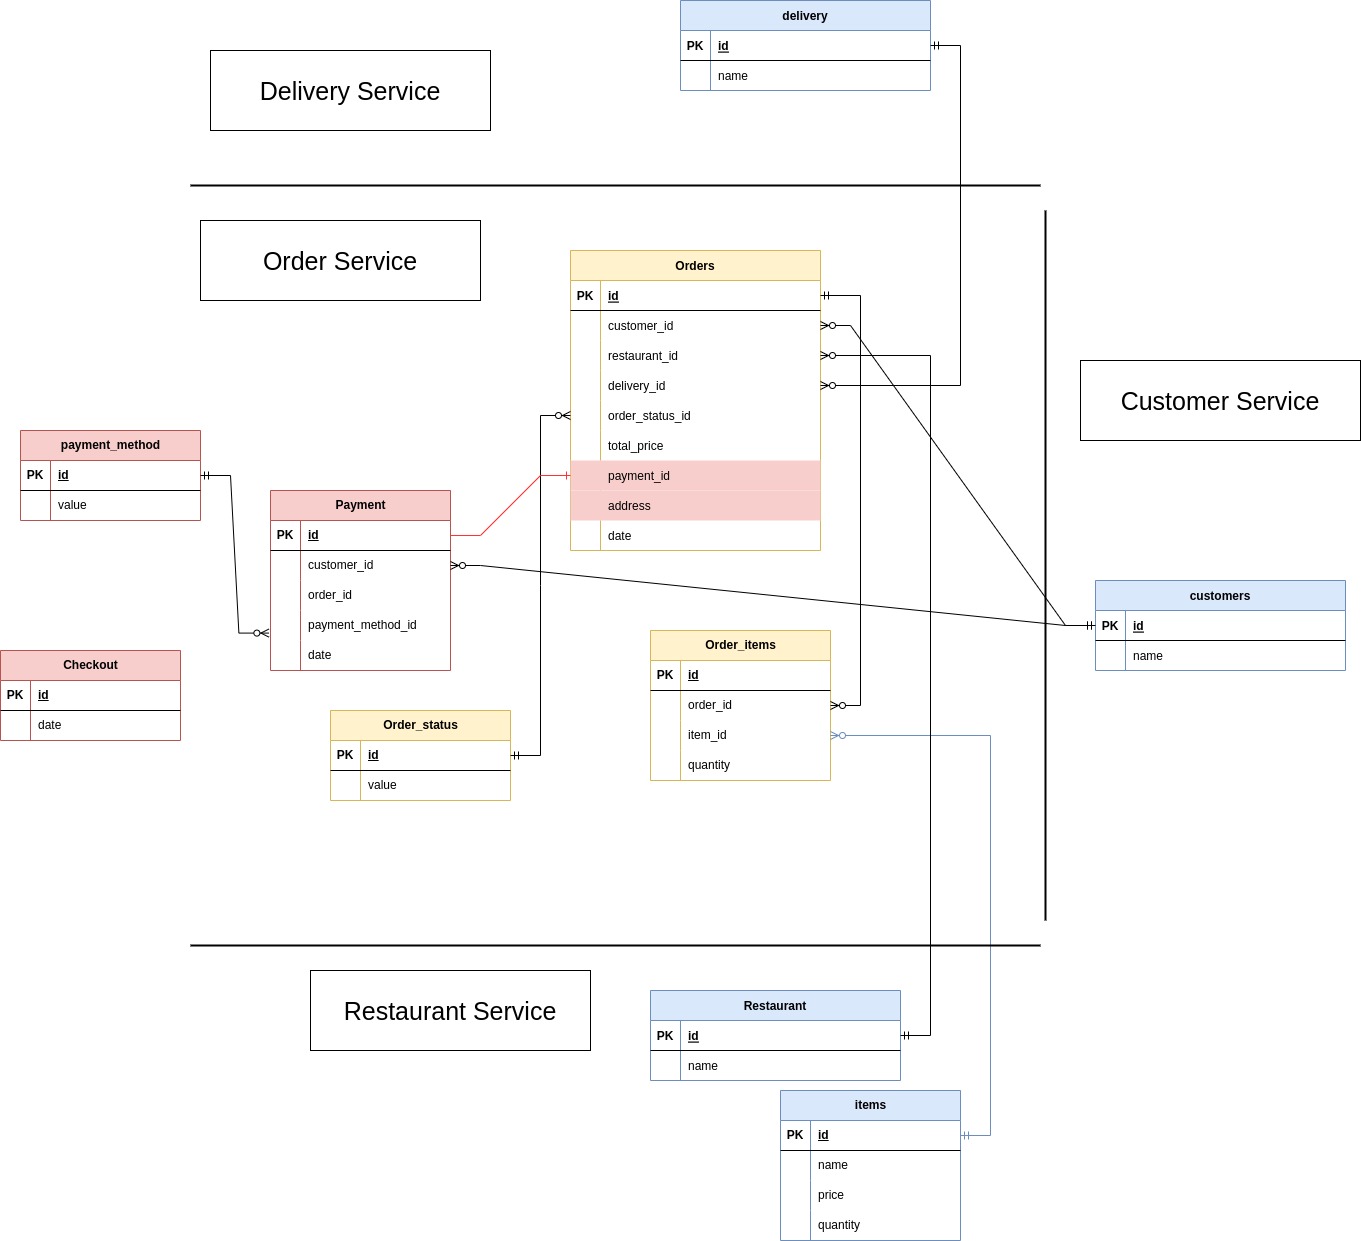 delivery
PK id
name
Delivery Service
Order Service
Orders
PK id
customer_id
restaurant_id
delivery_id
order_status_id
total_price
payment_id
address
date
Customer Service
payment_method
PK id
value
Payment
PK id
customer_id
order_id
payment_method_id
date
customers
PK id
name
Checkout
PK id
date
Order_items
PK id
order_id
item_id
quantity
Order_status
PK id
value
Restaurant Service
Restaurant
PK id
name
items
PK id
name
price
quantity